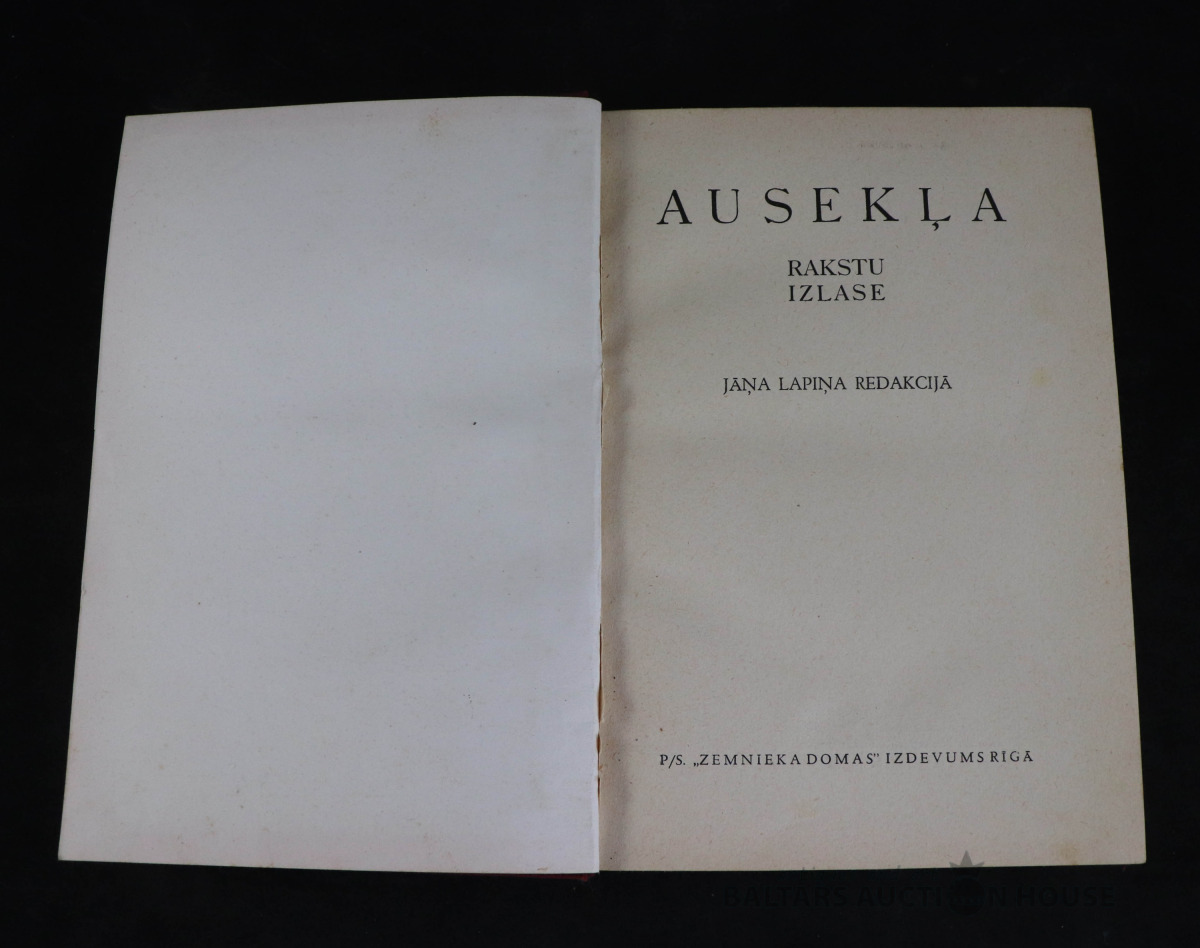 AUSEKĻA
RAKSTU
IZLASE
JĀŅA LAPIŅA REDAKCIJĀ
P/S. „ZEMNIEKA DOMAS" IZDEVUMS RĪGĀ
BALTARS AUCTION HOUSE